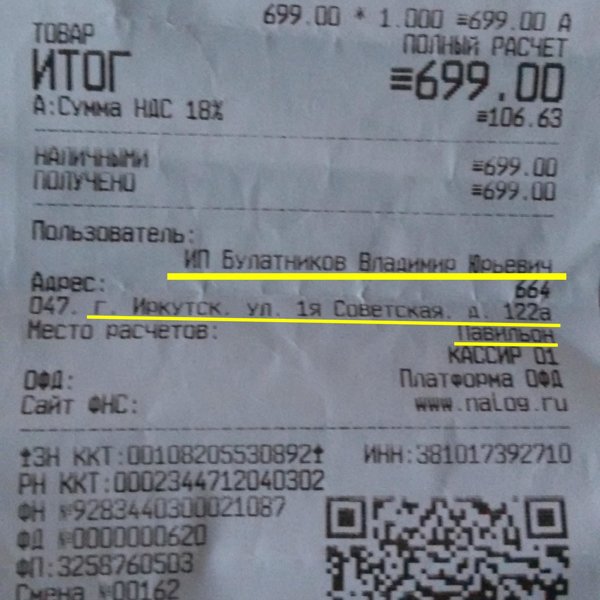 699.00 * 1.000 ≡699.00 А
ТОВАР
ПОЛНЫЙ РАСЧЕТ
ИТОГ ≡699.00
А:Сумма НДС 18% ≡106.63
НАЛИЧНЫМИ ≡699.00
ПОЛУЧЕНО ≡699.00
Пользователь:
ИП Булатников Владимир Юрьевич
Адрес: 664
047. г. Иркутск. ул. 1я Советская. д. 122а
Место расчетов: Павильон
КАССИР 01
ОФД: Платформа ОФД
Сайт ФНС: www.nalog.ru
ЗН ККТ:00108205530892 ИНН:381017392710
РН ККТ:0002344712040302
ФН №9283440300021087
ФД №0000000620
ФП:3258760503
Смена №00162